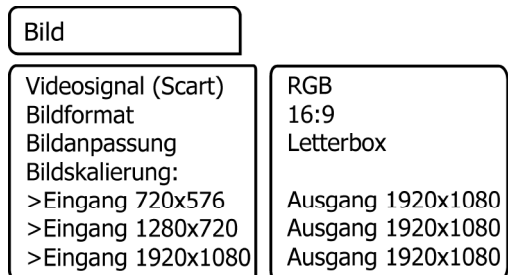 Bild
Videosignal (Scart) RGB
Bildformat 16:9
Bildanpassung Letterbox
Bildskalierung:
>Eingang 720x576 Ausgang 1920x1080
>Eingang 1280x720 Ausgang 1920x1080
>Eingang 1920x1080 Ausgang 1920x1080